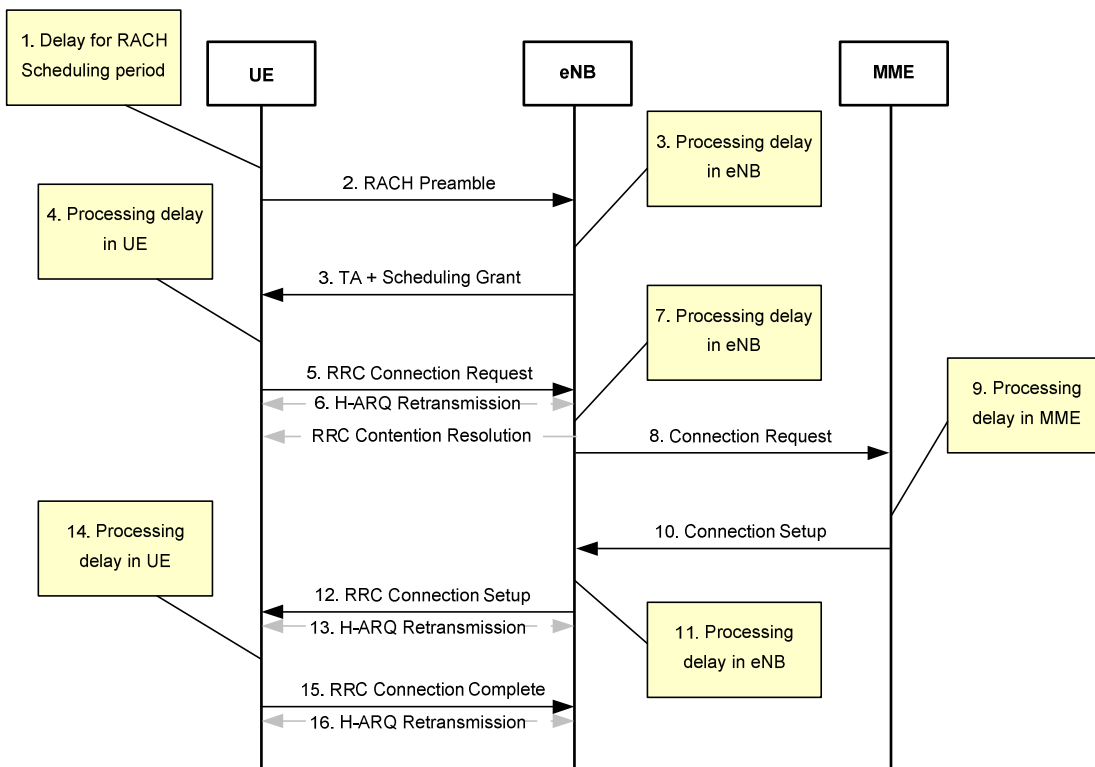 1. Delay for RACH
Scheduling period
UE
eNB
MME
3. Processing delay
in eNB
2. RACH Preamble
4. Processing delay
in UE
3. TA + Scheduling Grant
7. Processing delay
in eNB
5. RRC Connection Request
6. H-ARQ Retransmission
9. Processing
delay in MME
RRC Contention Resolution
8. Connection Request
14. Processing
delay in UE
10. Connection Setup
12. RRC Connection Setup
13. H-ARQ Retransmission
11. Processing
delay in eNB
15. RRC Connection Complete
16. H-ARQ Retransmission